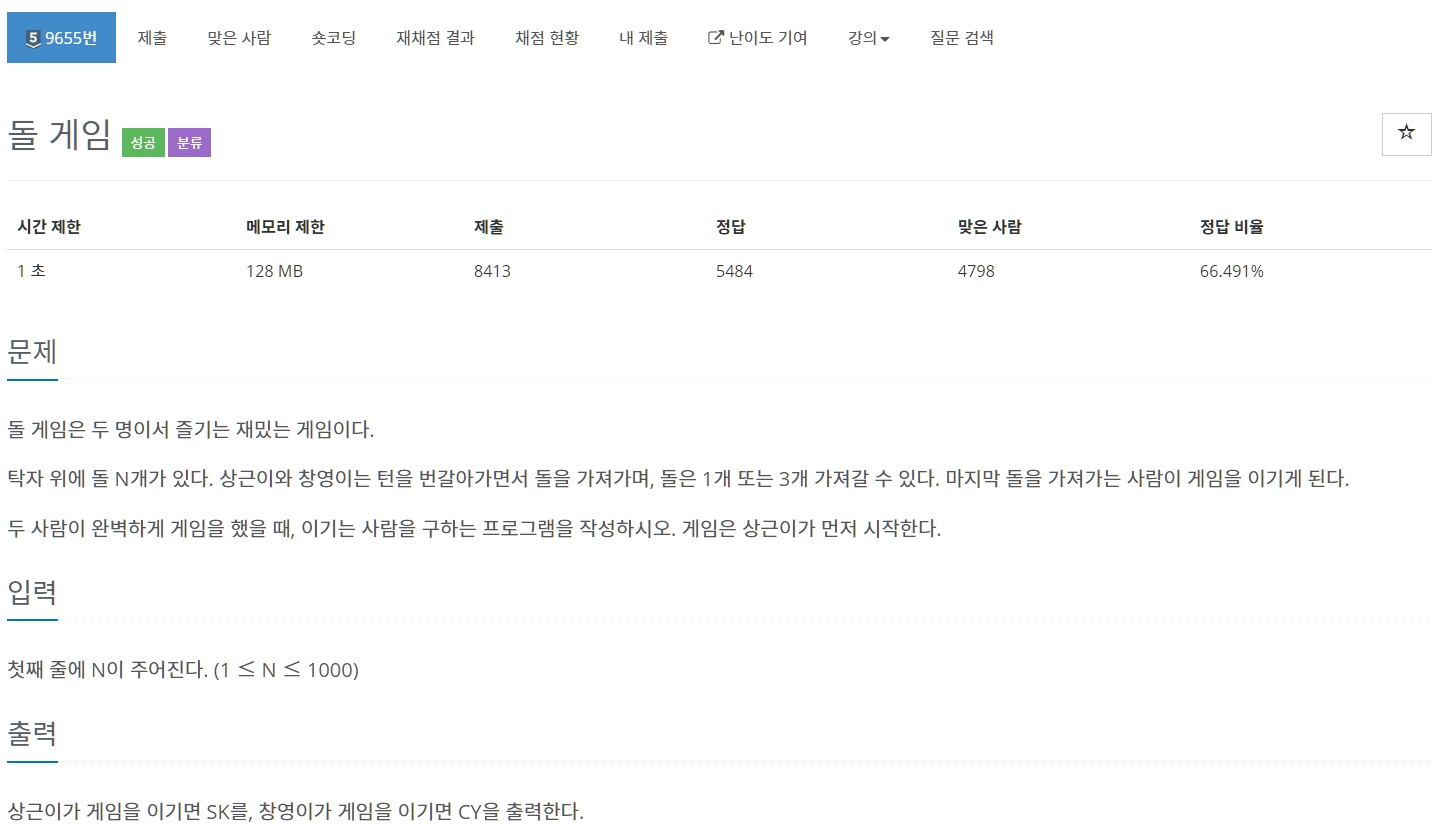 5 9655번 제출 맞은 사람 숏코딩 재채점 결과 채점 현황 내 제출 난이도 기여 강의 질문 검색
돌 게임 성공 분류
시간 제한 메모리 제한 제출 정답 맞은 사람 정답 비율
1 초 128 MB 8413 5484 4798 66.491%
문제
돌 게임은 두 명이서 즐기는 재밌는 게임이다.
탁자 위에 돌 N개가 있다. 상근이와 창영이는 턴을 번갈아가면서 돌을 가져가며, 돌은 1개 또는 3개 가져갈 수 있다. 마지막 돌을 가져가는 사람이 게임을 이기게 된다.
두 사람이 완벽하게 게임을 했을 때, 이기는 사람을 구하는 프로그램을 작성하시오. 게임은 상근이가 먼저 시작한다.
입력
첫째 줄에 N이 주어진다. (1 ≤ N ≤ 1000)
출력
상근이가 게임을 이기면 SK를, 창영이가 게임을 이기면 CY을 출력한다.